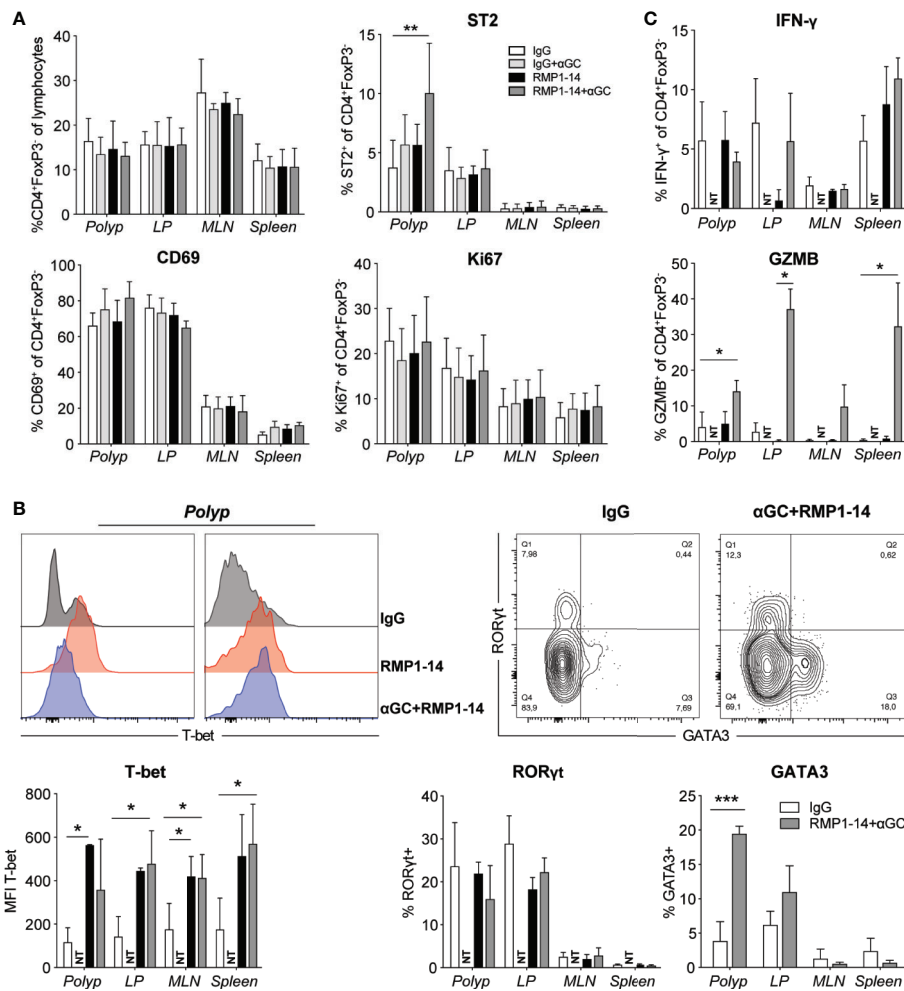 A
%CD4+FoxP3- of lymphocytes
40
30
20
10
0
Polyp LP MLN Spleen
ST2
% ST2+ of CD4+FoxP3-
15
10
5
0
**
IgG
IgG+αGC
RMP1-14
RMP1-14+αGC
Polyp LP MLN Spleen
C
IFN-γ
% IFN-γ+ of CD4+FoxP3-
15
10
5
0
NT NT NT NT
Polyp LP MLN Spleen
CD69
% CD69+ of CD4+FoxP3-
100
80
60
40
20
0
Polyp LP MLN Spleen
Ki67
% Ki67+ of CD4+FoxP3-
40
30
20
10
0
Polyp LP MLN Spleen
GZMB
% GZMB+ of CD4+FoxP3-
50
40
30
20
10
0
* * *
NT NT NT NT
Polyp LP MLN Spleen
B
Polyp
IgG
RMP1-14
αGC+RMP1-14
T-bet
IgG
αGC+RMP1-14
Q1
7,98
Q2
0,44
Q4
83,9
Q3
7,69
Q1
12,3
Q2
0,62
Q4
69,1
Q3
18,0
RORγt
GATA3
T-bet
MFI T-bet
800
600
400
200
0
* * * * *
NT NT NT NT
Polyp LP MLN Spleen
RORγt
% RORγt+
40
30
20
10
0
NT NT NT NT
Polyp LP MLN Spleen
GATA3
% GATA3+
25
20
15
10
5
0
***
IgG
RMP1-14+αGC
Polyp LP MLN Spleen